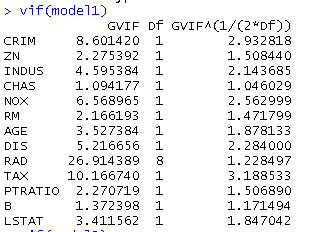 > vif(model1)
GVIF Df GVIF^(1/(2*Df))
CRIM 8.601420 1 2.932818
ZN 2.275392 1 1.508440
INDUS 4.595384 1 2.143685
CHAS 1.094177 1 1.046029
NOX 6.568965 1 2.562999
RM 2.166193 1 1.471799
AGE 3.527384 1 1.878133
DIS 5.216656 1 2.284000
RAD 26.914389 8 1.228497
TAX 10.166740 1 3.188533
PTRATIO 2.270719 1 1.506890
B 1.372398 1 1.171494
LSTAT 3.411562 1 1.847042